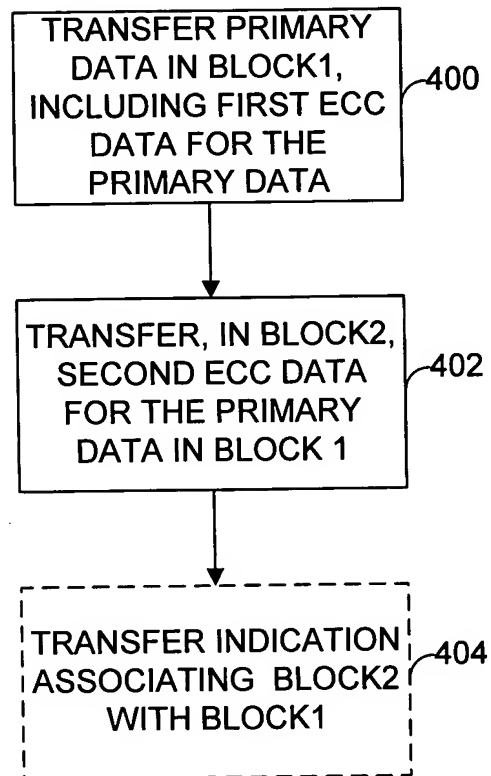 TRANSFER PRIMARY
DATA IN BLOCK1,
INCLUDING FIRST ECC
DATA FOR THE
PRIMARY DATA
400
TRANSFER, IN BLOCK2,
SECOND ECC DATA
FOR THE PRIMARY
DATA IN BLOCK 1
402
TRANSFER INDICATION
ASSOCIATING BLOCK2
WITH BLOCK1
404